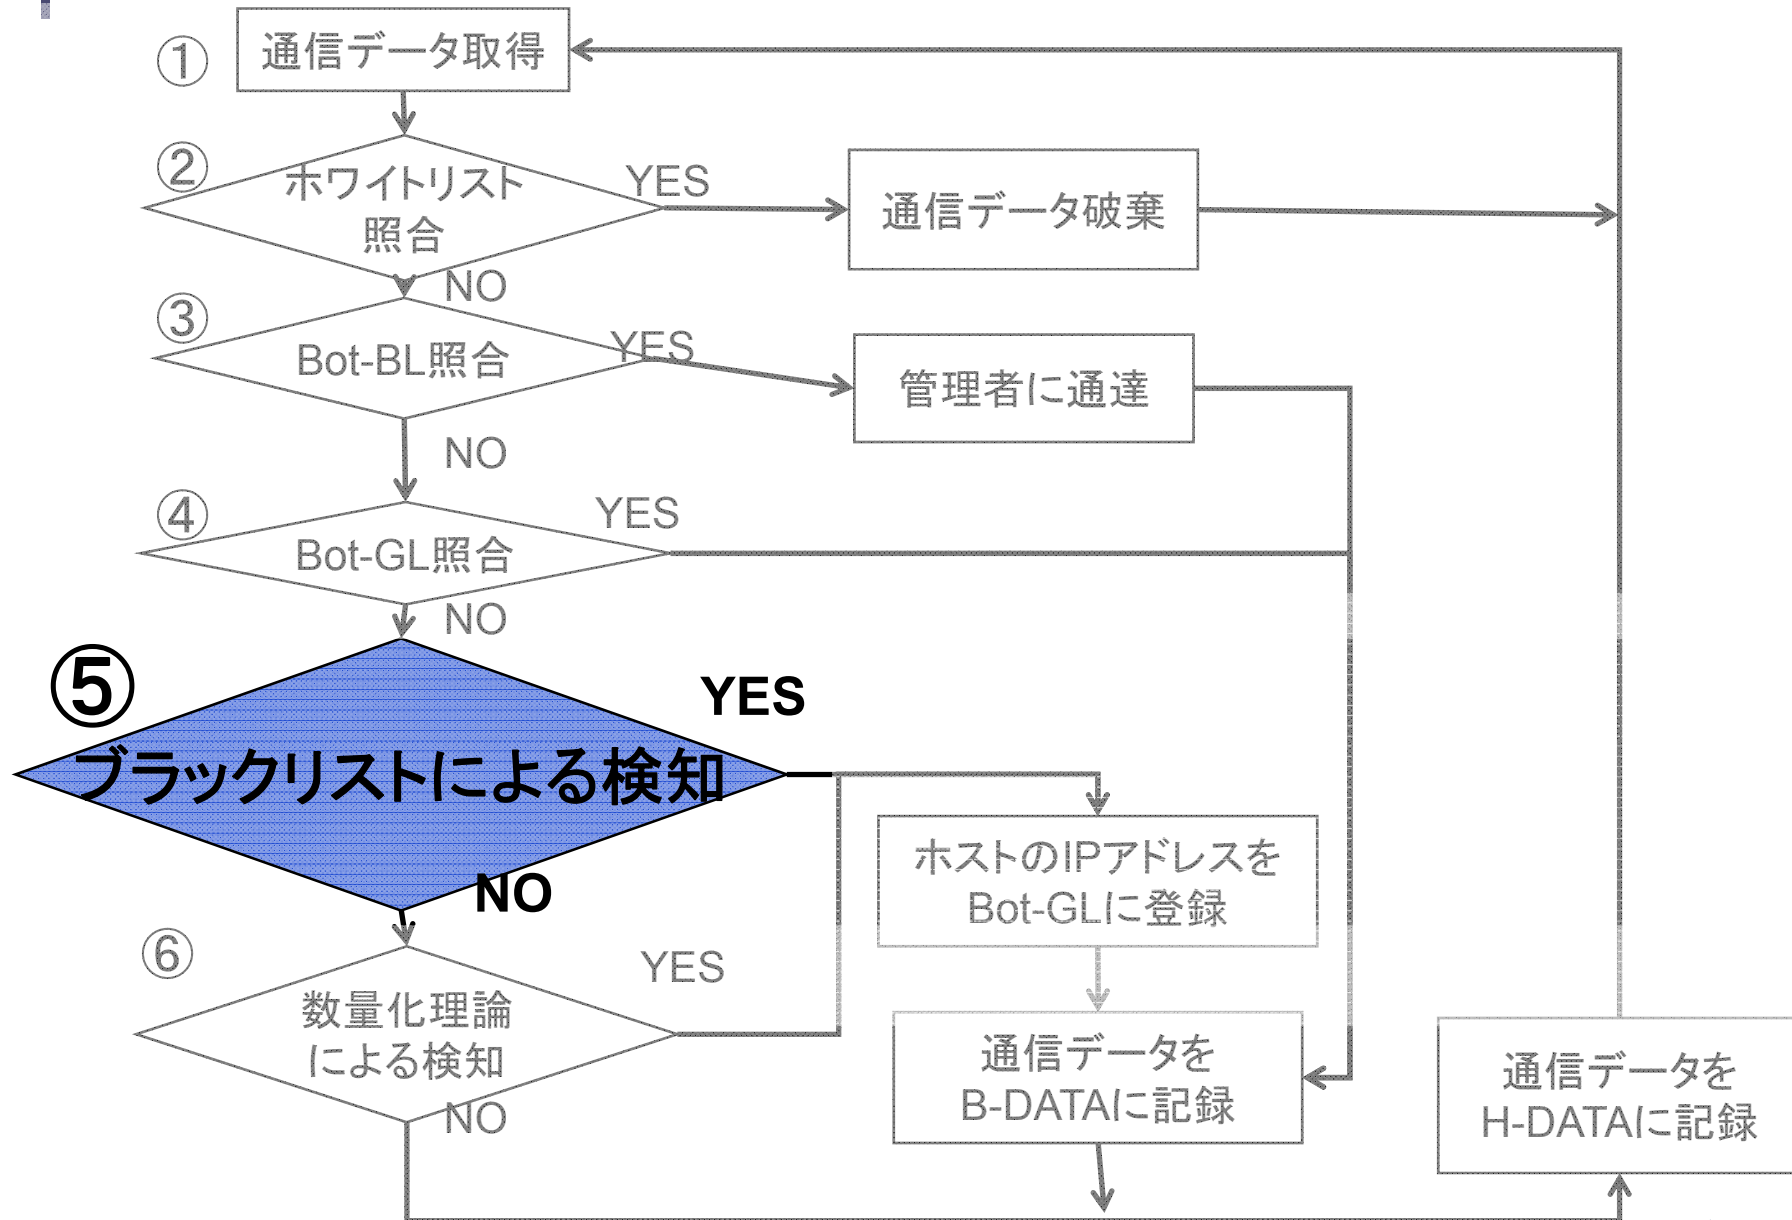 ①
通信データ取得
②
ホワイトリスト
照合
YES
通信データ破棄
NO
③
Bot-BL照合
YES
管理者に通達
NO
④
Bot-GL照合
YES
NO
⑤
ブラックリストによる検知
YES
NO
ホストのIPアドレスを
Bot-GLに登録
⑥
数量化理論
による検知
YES
NO
通信データを
B-DATAに記録
通信データを
H-DATAに記録